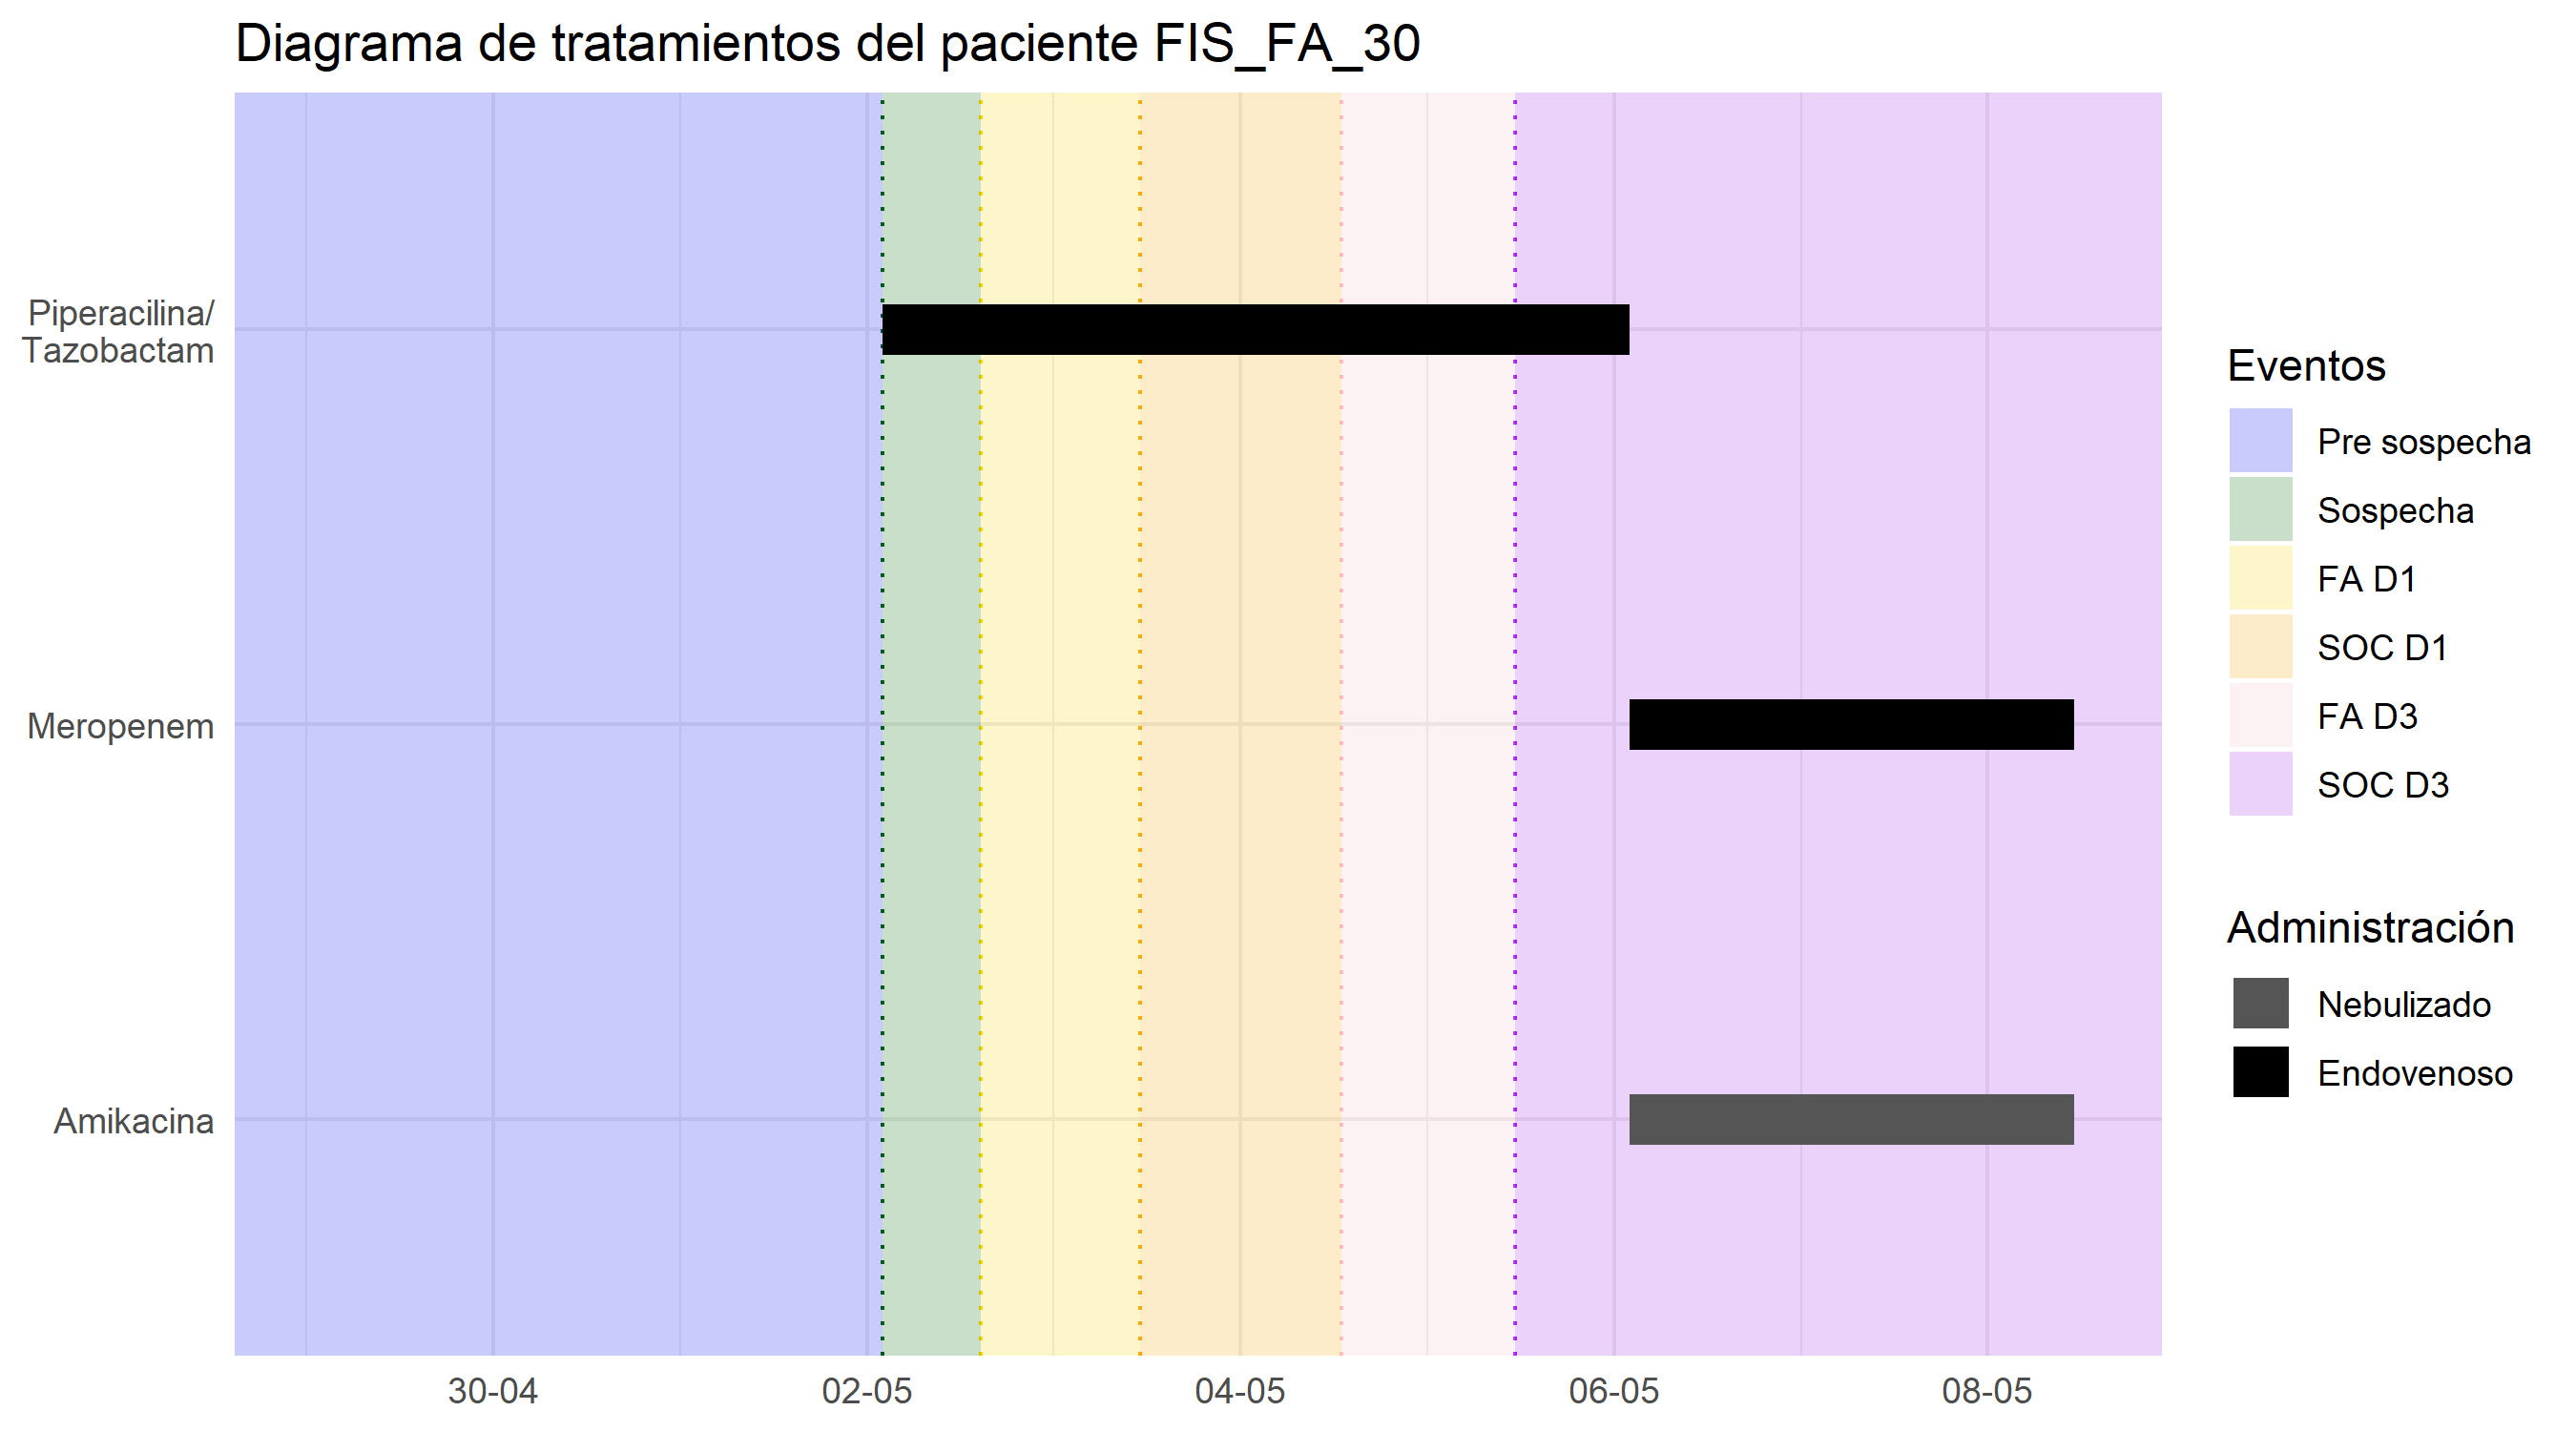 Diagrama de tratamientos del paciente FIS_FA_30
Piperacilina/
Tazobactam
Meropenem
Amikacina
30-04
02-05
04-05
06-05
08-05
Eventos
Pre sospecha
Sospecha
FA D1
SOC D1
FA D3
SOC D3
Administración
Nebulizado
Endovenoso